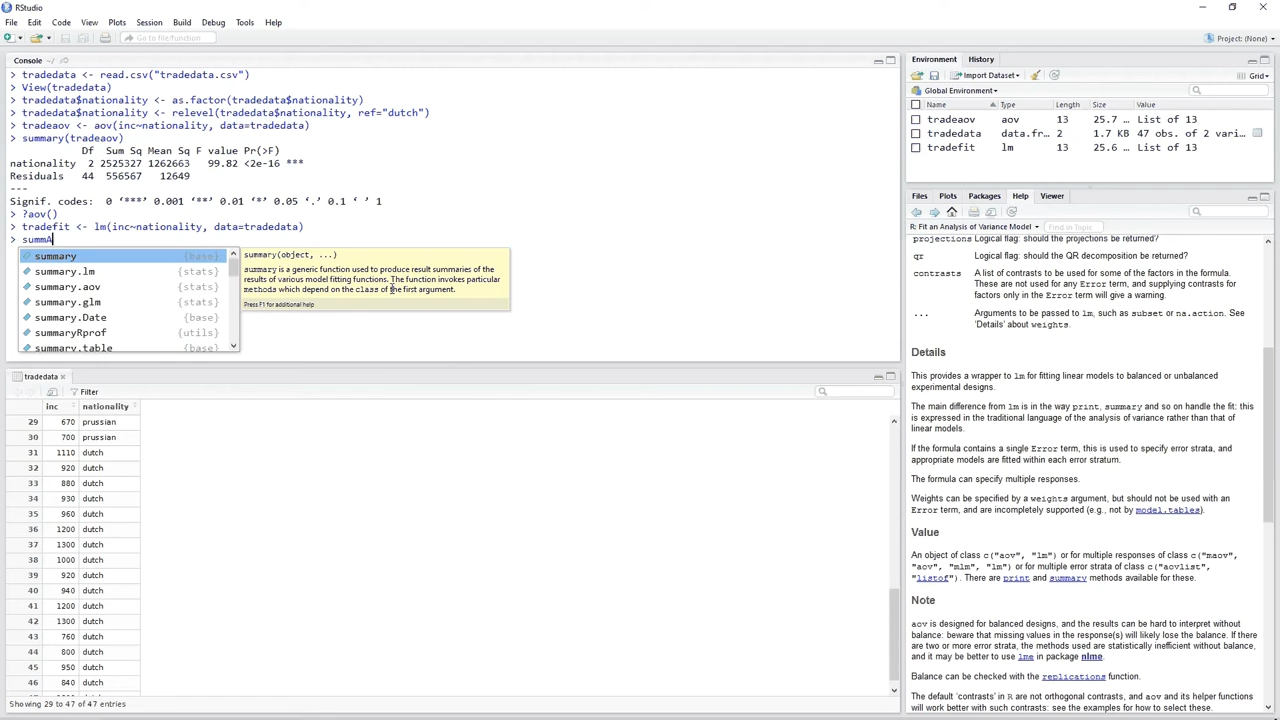 RStudio
File Edit Code View Plots Session Build Debug Tools Help
Go to file/function
Project: (None)
Console ~/
> tradedata <- read.csv("tradedata.csv")
> View(tradedata)
> tradedata$nationality <- as.factor(tradedata$nationality)
> tradedata$nationality <- relevel(tradedata$nationality, ref="dutch")
> tradeaov <- aov(inc~nationality, data=tradedata)
> summary(tradeaov)
Df Sum Sq Mean Sq F value Pr(>F)
nationality 2 2525327 1262663 99.82 <2e-16 ***
Residuals 44 556567 12649
---
Signif. codes: 0 ‘***’ 0.001 ‘**’ 0.01 ‘*’ 0.05 ‘.’ 0.1 ‘ ’ 1
> ?aov()
> tradefit <- lm(inc~nationality, data=tradedata)
> summA
summary {base}
summary.lm {stats}
summary.aov {stats}
summary.glm {stats}
summary.Date {base}
summaryRprof {utils}
summary.table {base}
summary(object, ...)
summary is a generic function used to produce result summaries of the
results of various model fitting functions. The function invokes particular
methods which depend on the class of the first argument.
Press F1 for additional help
tradedata
Filter
inc nationality
29 670 prussian
30 700 prussian
31 1110 dutch
32 920 dutch
33 880 dutch
34 930 dutch
35 960 dutch
36 1200 dutch
37 1300 dutch
38 1000 dutch
39 920 dutch
40 940 dutch
41 1200 dutch
42 1300 dutch
43 760 dutch
44 800 dutch
45 950 dutch
46 840 dutch
Showing 29 to 47 of 47 entries
Environment History
Import Dataset
Grid
Global Environment
Name Type Length Size Value
tradeaov aov 13 25.7 … List of 13
tradedata data.fr… 2 1.7 KB 47 obs. of 2 vari…
tradefit lm 13 25.6 … List of 13
Files Plots Packages Help Viewer
R: Fit an Analysis of Variance Model
Find in Topic
projections Logical flag: should the projections be returned?
qr Logical flag: should the QR decomposition be returned?
contrasts A list of contrasts to be used for some of the factors in the formula.
These are not used for any Error term, and supplying contrasts for
factors only in the Error term will give a warning.
... Arguments to be passed to lm, such as subset or na.action. See
‘Details’ about weights.
Details
This provides a wrapper to lm for fitting linear models to balanced or unbalanced
experimental designs.
The main difference from lm is in the way print, summary and so on handle the fit: this
is expressed in the traditional language of the analysis of variance rather than that of
linear models.
If the formula contains a single Error term, this is used to specify error strata, and
appropriate models are fitted within each error stratum.
The formula can specify multiple responses.
Weights can be specified by a weights argument, but should not be used with an
Error term, and are incompletely supported (e.g., not by model.tables).
Value
An object of class c("aov", "lm") or for multiple responses of class c("maov",
"aov", "mlm", "lm") or for multiple error strata of class c("aovlist",
"listof"). There are print and summary methods available for these.
Note
aov is designed for balanced designs, and the results can be hard to interpret without
balance: beware that missing values in the response(s) will likely lose the balance. If there
are two or more error strata, the methods used are statistically inefficient without balance,
and it may be better to use lme in package nlme.
Balance can be checked with the replications function.
The default ‘contrasts’ in R are not orthogonal contrasts, and aov and its helper functions
will work better with such contrasts: see the examples for how to select these.